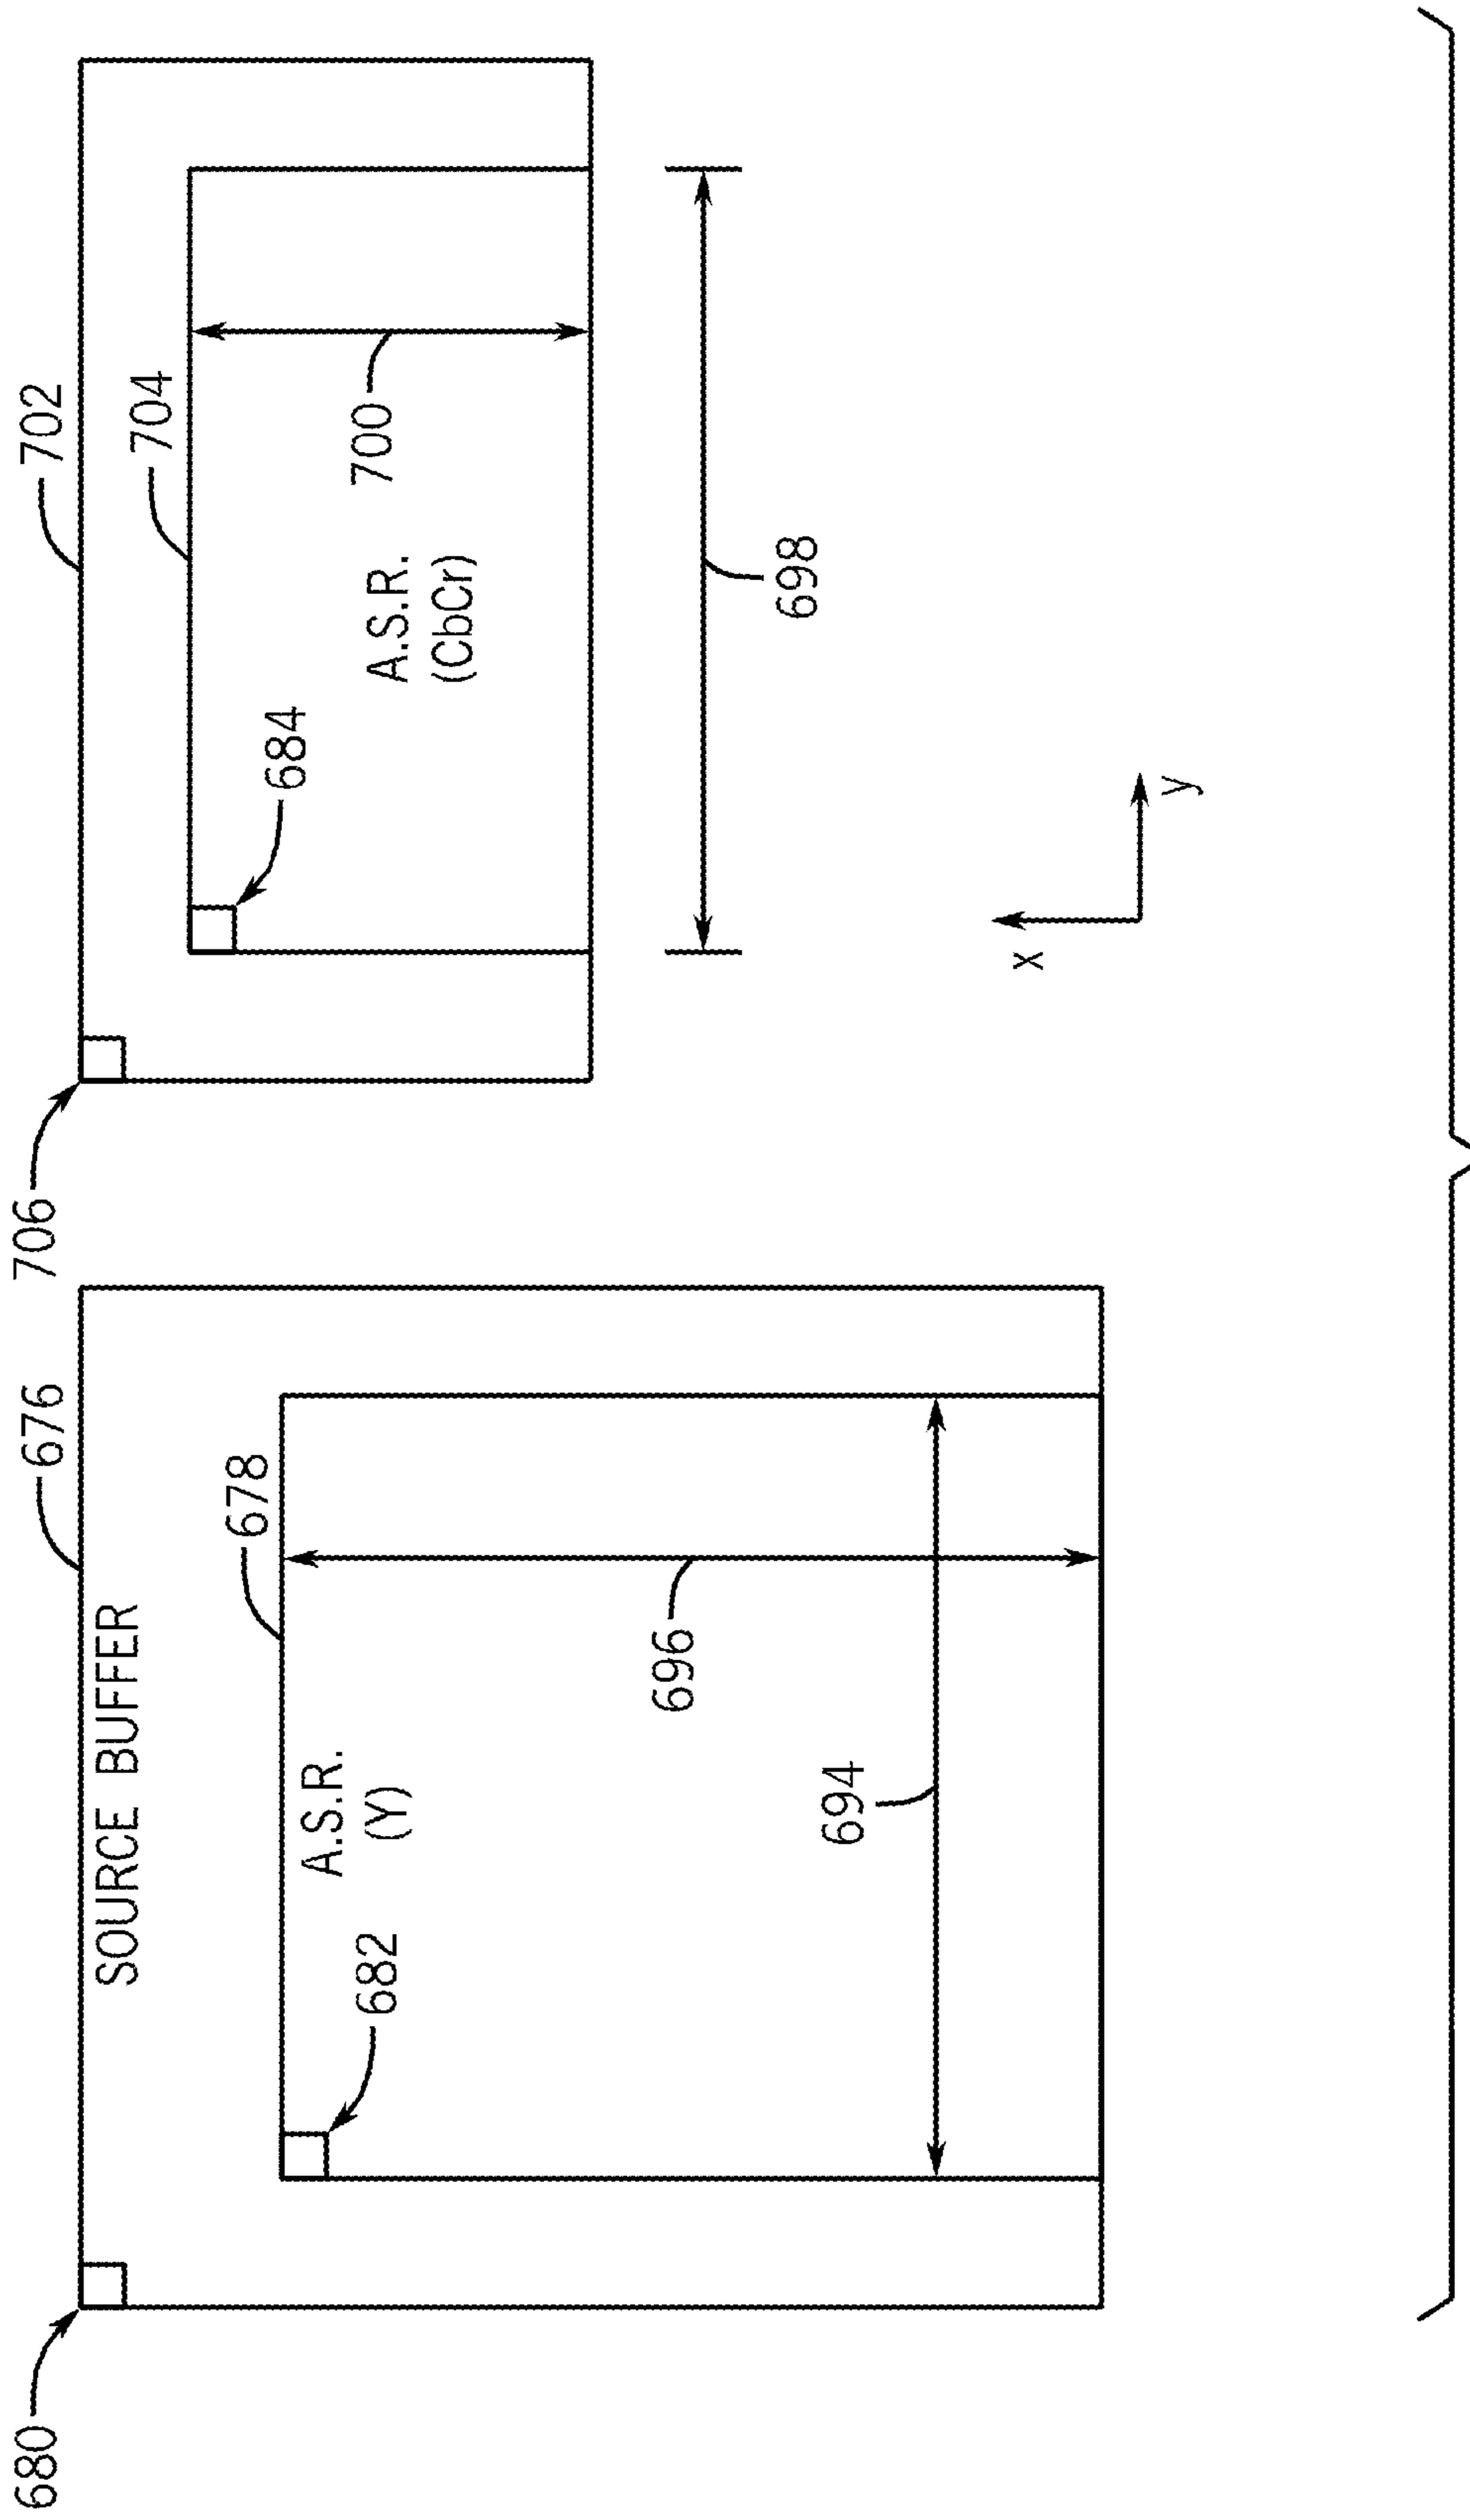 680
706
SOURCE BUFFER
676
702
678
704
A.S.R.
(Y)
682
A.S.R.
(CbCr)
700
684
696
694
698
x
y